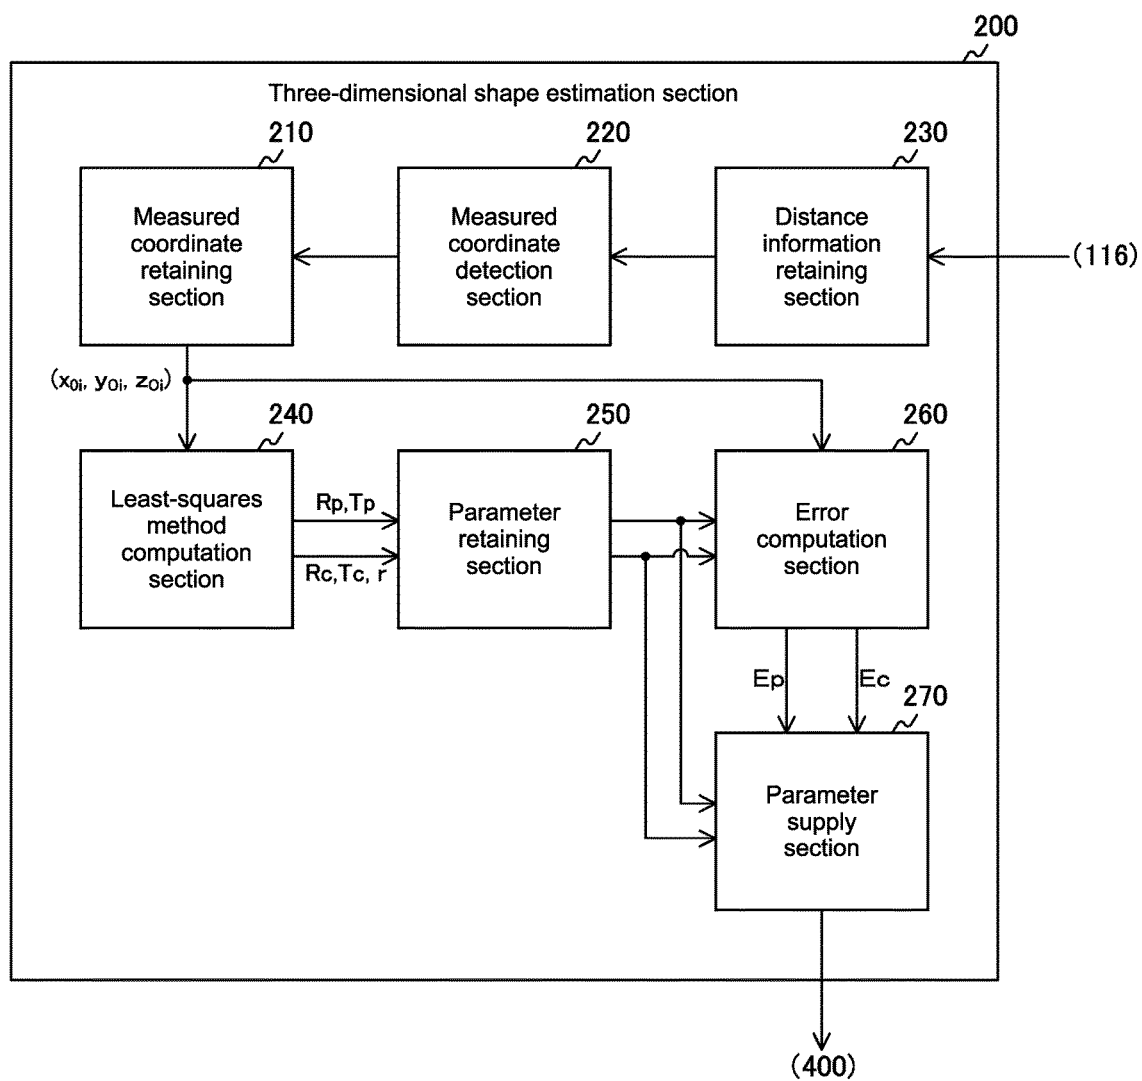 200
Three-dimensional shape estimation section
210
220
230
Measured
coordinate
retaining
section
Measured
coordinate
detection
section
Distance
information
retaining
section
(116)
(x₀ᵢ, y₀ᵢ, z₀ᵢ)
240
250
260
Least-squares
method
computation
section
Rp,Tp
Rc,Tc, r
Parameter
retaining
section
Error
computation
section
Ep
Ec
270
Parameter
supply
section
(400)